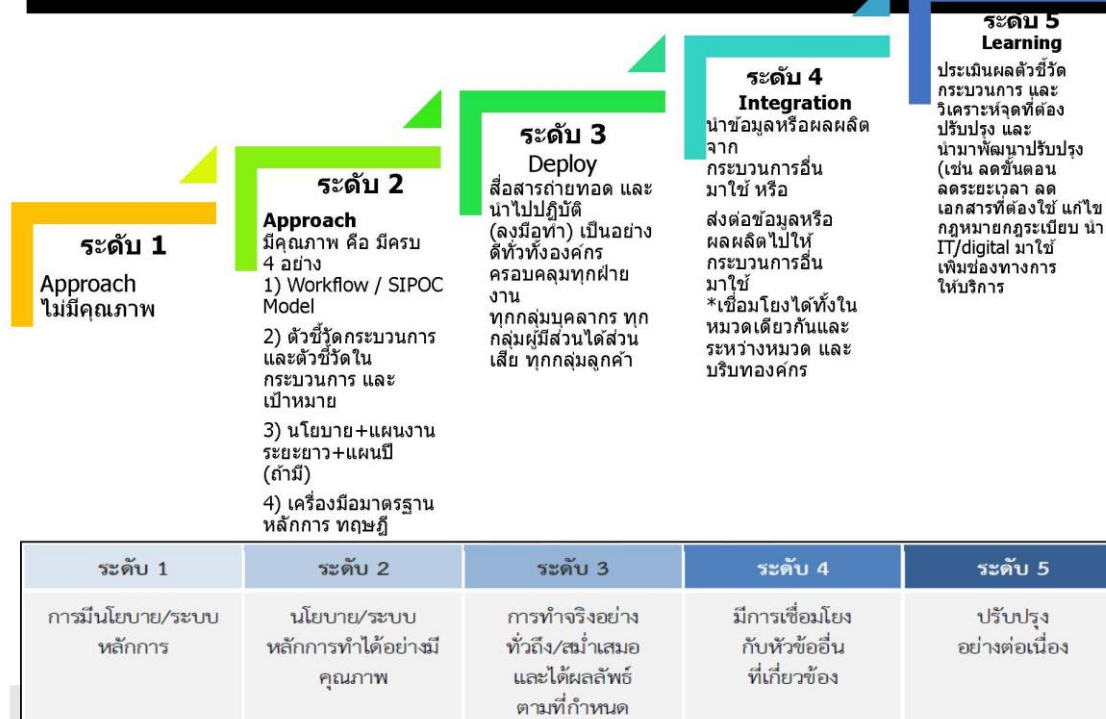 ระดับ 1
Approach
ไม่มีคุณภาพ
ระดับ 2
Approach
มีคุณภาพ คือ มีครบ
4 อย่าง
1) Workflow / SIPOC
Model
2) ตัวชี้วัดกระบวนการ
และตัวชี้วัดใน
กระบวนการ และ
เป้าหมาย
3) นโยบาย+แผนงาน
ระยะยาว+แผนปี
(ถ้ามี)
4) เครื่องมือมาตรฐาน
หลักการ ทฤษฎี
ระดับ 3
Deploy
สื่อสารถ่ายทอด และ
นำไปปฏิบัติ
(ลงมือทำ) เป็นอย่าง
ดีทั่วทั้งองค์กร
ครอบคลุมทุกฝ่าย
งาน
ทุกกลุ่มบุคลากร ทุก
กลุ่มผู้มีส่วนได้ส่วน
เสีย ทุกกลุ่มลูกค้า
ระดับ 4
Integration
นำข้อมูลหรือผลผลิต
จาก
กระบวนการอื่น
มาใช้ หรือ
ส่งต่อข้อมูลหรือ
ผลผลิตไปให้
กระบวนการอื่น
มาใช้
*เชื่อมโยงได้ทั้งใน
หมวดเดียวกันและ
ระหว่างหมวด และ
บริบทองค์กร
ระดับ 5
Learning
ประเมินผลตัวชี้วัด
กระบวนการ และ
วิเคราะห์จุดที่ต้อง
ปรับปรุง และ
นำมาพัฒนาปรับปรุง
(เช่น ลดขั้นตอน
ลดระยะเวลา ลด
เอกสารที่ต้องใช้ แก้ไข
กฎหมายกฎระเบียบ นำ
IT/digital มาใช้
เพิ่มช่องทางการ
ให้บริการ
ระดับ 1 ระดับ 2 ระดับ 3 ระดับ 4 ระดับ 5
การมีนโยบาย/ระบบ
หลักการ
นโยบาย/ระบบ
หลักการทำได้อย่างมี
คุณภาพ
การทำจริงอย่าง
ทั่วถึง/สม่ำเสมอ
และได้ผลลัพธ์
ตามที่กำหนด
มีการเชื่อมโยง
กับหัวข้ออื่น
ที่เกี่ยวข้อง
ปรับปรุง
อย่างต่อเนื่อง